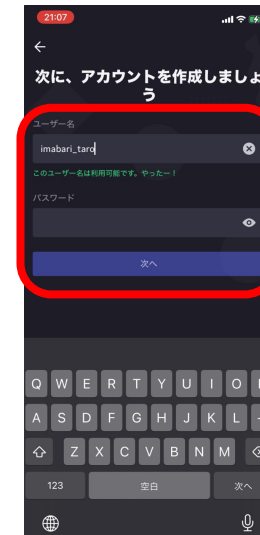 21:07
次に、アカウントを作成しましょ
う
ユーザー名
imabari_taro
このユーザー名は利用可能です。やったー！
パスワード
次へ
Q W E R T Y U I O
A S D F G H J K L
Z X C V B N M
123 空白 次へ